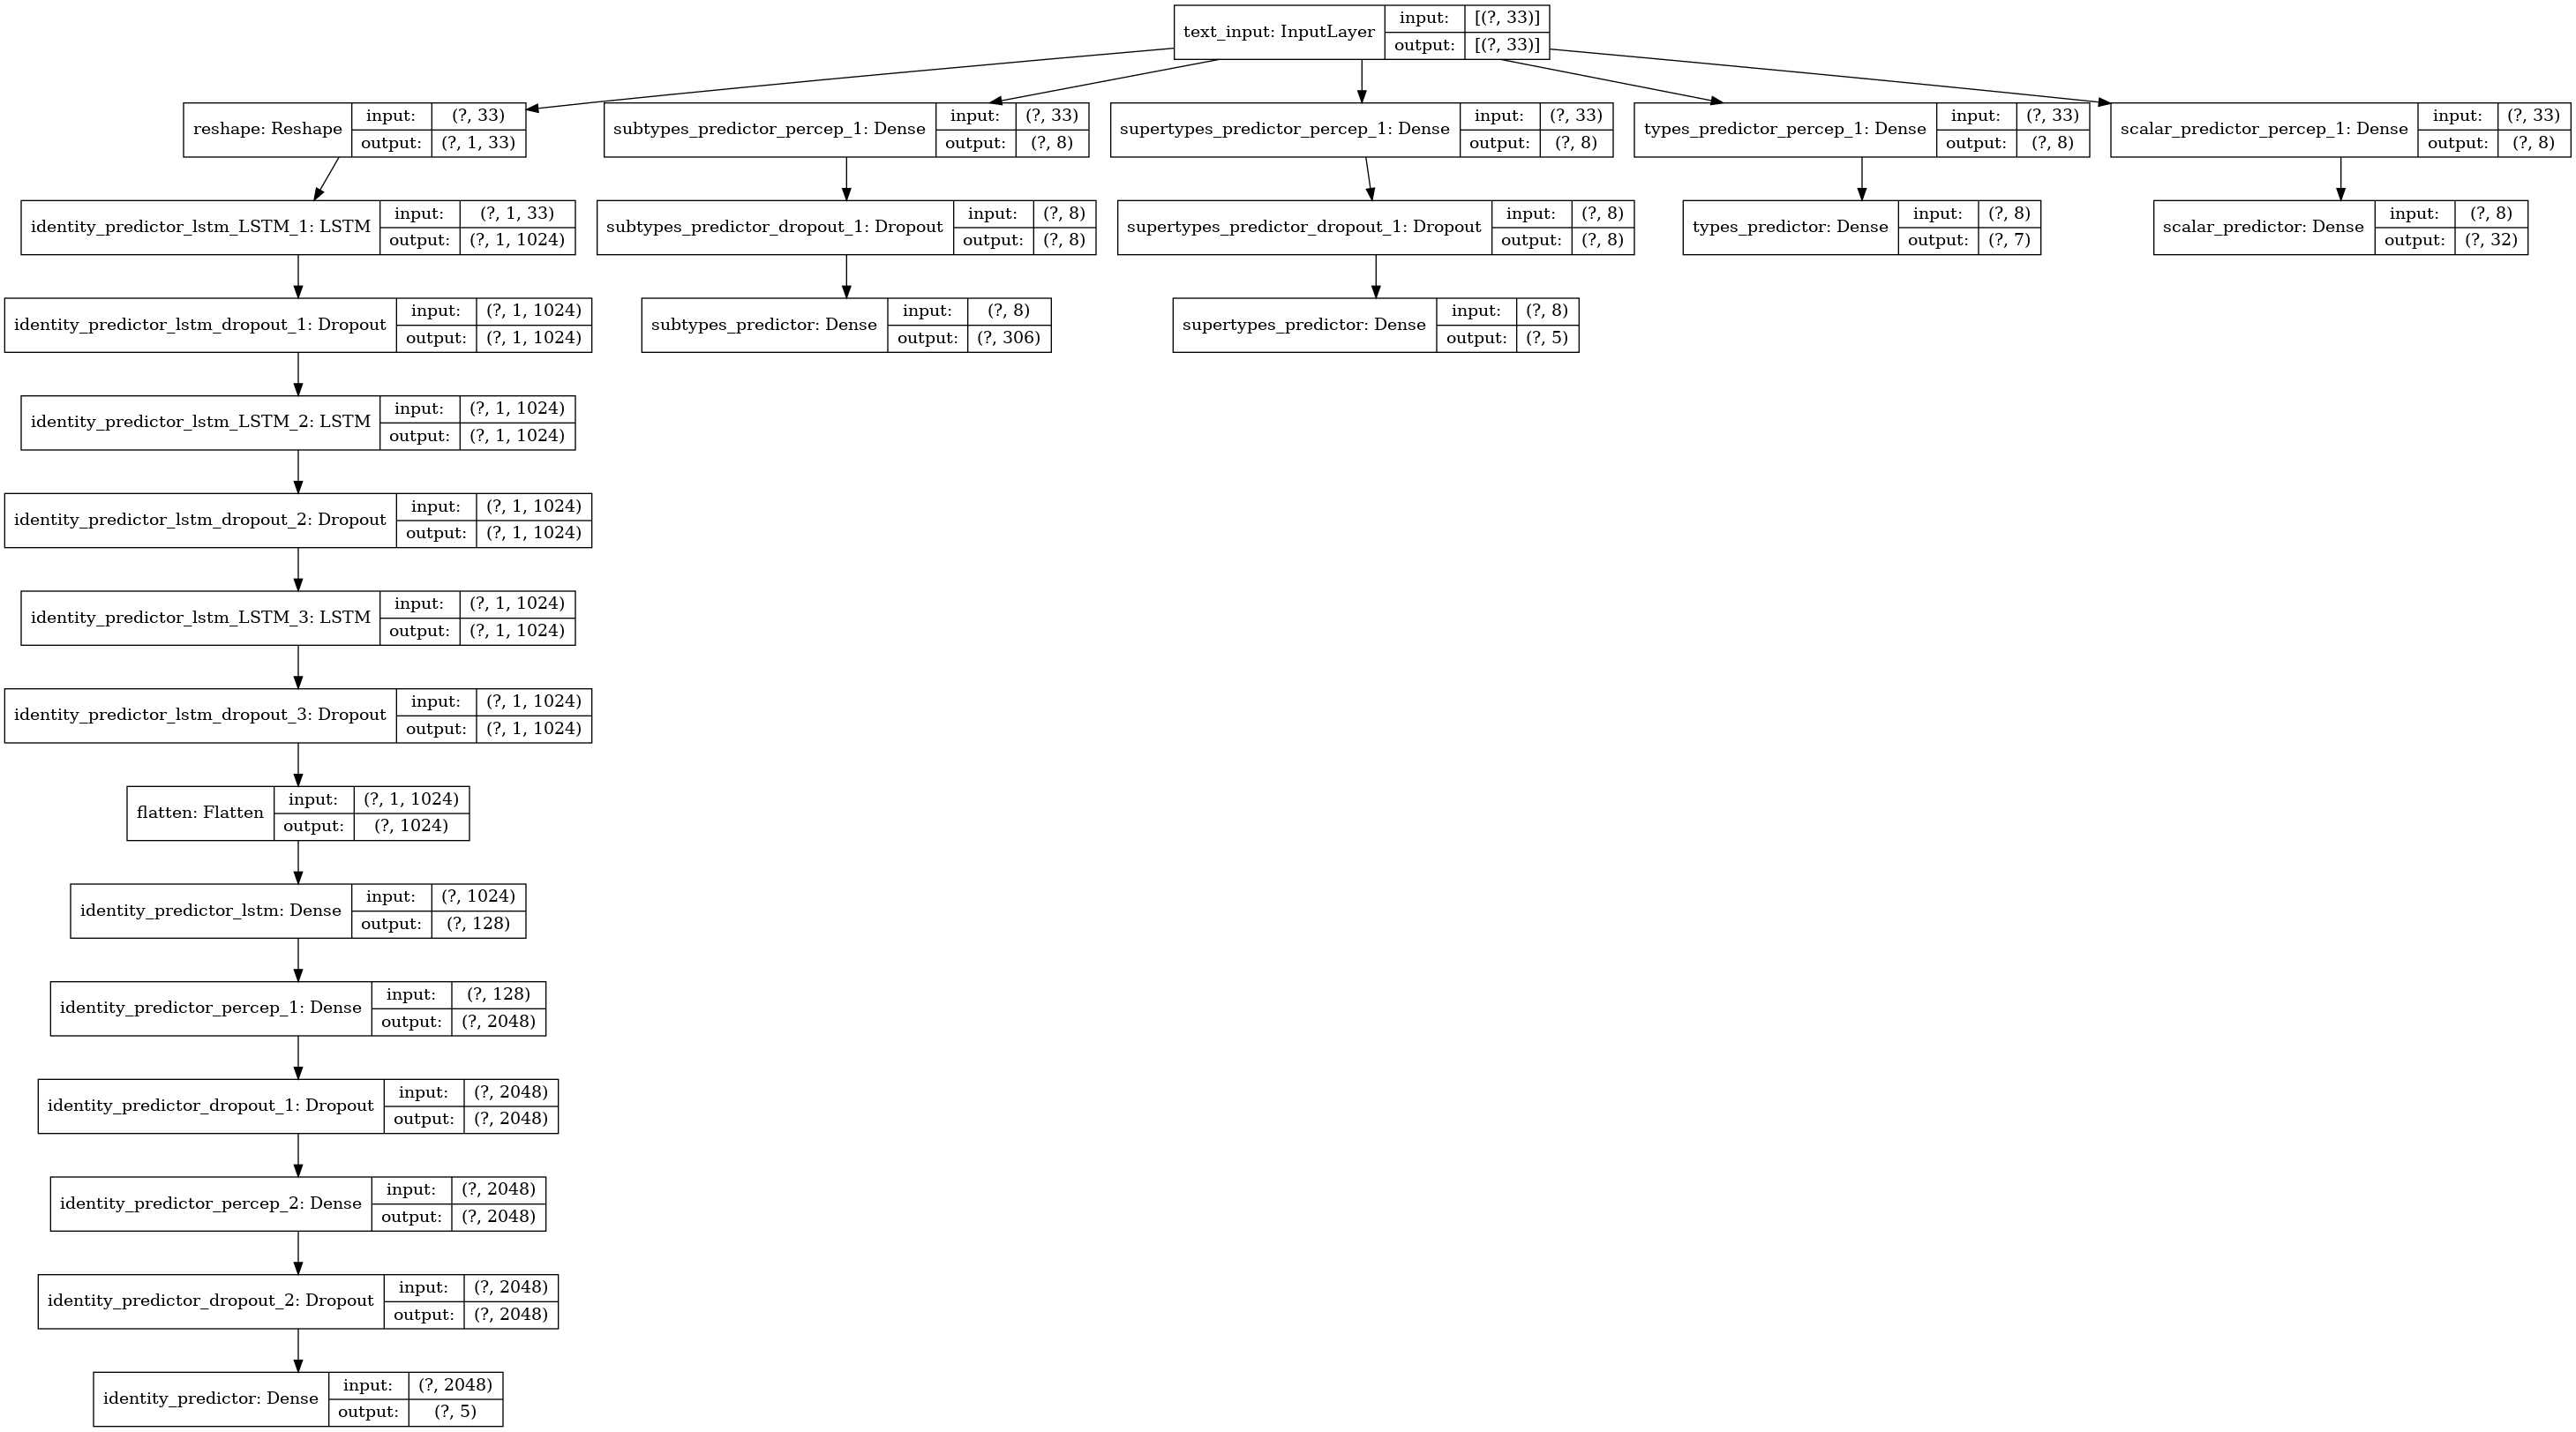 text_input: InputLayer
input: [(?, 33)]
output: [(?, 33)]
reshape: Reshape
input: (?, 33)
output: (?, 1, 33)
subtypes_predictor_percep_1: Dense
input: (?, 33)
output: (?, 8)
supertypes_predictor_percep_1: Dense
input: (?, 33)
output: (?, 8)
types_predictor_percep_1: Dense
input: (?, 33)
output: (?, 8)
scalar_predictor_percep_1: Dense
input: (?, 33)
output: (?, 8)
identity_predictor_lstm_LSTM_1: LSTM
input: (?, 1, 33)
output: (?, 1, 1024)
subtypes_predictor_dropout_1: Dropout
input: (?, 8)
output: (?, 8)
supertypes_predictor_dropout_1: Dropout
input: (?, 8)
output: (?, 8)
types_predictor: Dense
input: (?, 8)
output: (?, 7)
scalar_predictor: Dense
input: (?, 8)
output: (?, 32)
identity_predictor_lstm_dropout_1: Dropout
input: (?, 1, 1024)
output: (?, 1, 1024)
subtypes_predictor: Dense
input: (?, 8)
output: (?, 306)
supertypes_predictor: Dense
input: (?, 8)
output: (?, 5)
identity_predictor_lstm_LSTM_2: LSTM
input: (?, 1, 1024)
output: (?, 1, 1024)
identity_predictor_lstm_dropout_2: Dropout
input: (?, 1, 1024)
output: (?, 1, 1024)
identity_predictor_lstm_LSTM_3: LSTM
input: (?, 1, 1024)
output: (?, 1, 1024)
identity_predictor_lstm_dropout_3: Dropout
input: (?, 1, 1024)
output: (?, 1, 1024)
flatten: Flatten
input: (?, 1, 1024)
output: (?, 1024)
identity_predictor_lstm: Dense
input: (?, 1024)
output: (?, 128)
identity_predictor_percep_1: Dense
input: (?, 128)
output: (?, 2048)
identity_predictor_dropout_1: Dropout
input: (?, 2048)
output: (?, 2048)
identity_predictor_percep_2: Dense
input: (?, 2048)
output: (?, 2048)
identity_predictor_dropout_2: Dropout
input: (?, 2048)
output: (?, 2048)
identity_predictor: Dense
input: (?, 2048)
output: (?, 5)